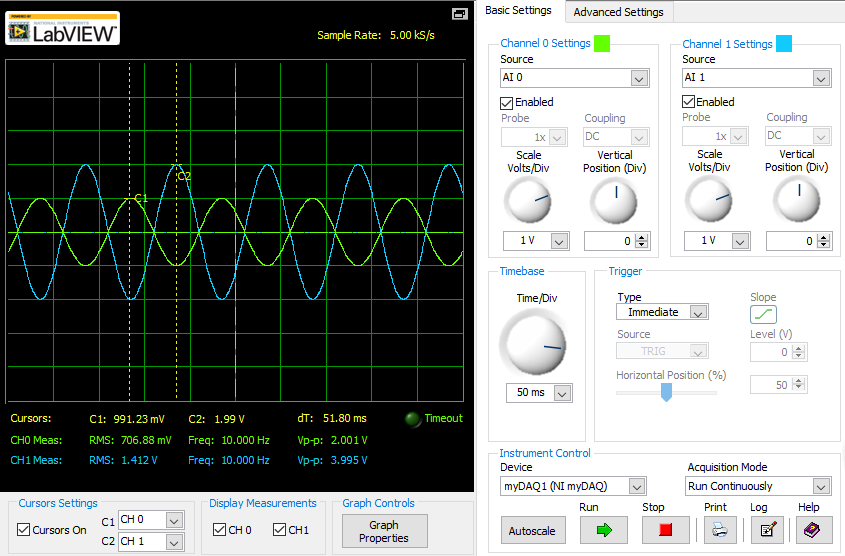 POWERED BY
NATIONAL INSTRUMENTS
LabVIEW™
Sample Rate: 5.00 kS/s
C1
C2
Cursors: C1: 991.23 mV C2: 1.99 V dT: 51.80 ms Timeout
CH0 Meas: RMS: 706.88 mV Freq: 10.000 Hz Vp-p: 2.001 V
CH1 Meas: RMS: 1.412 V Freq: 10.000 Hz Vp-p: 3.995 V
Cursors Settings
Cursors On
C1 CH 0
C2 CH 1
Display Measurements
CH 0 CH1
Graph Controls
Graph
Properties
Basic Settings Advanced Settings
Channel 0 Settings
Source
AI 0
Enabled
Probe Coupling
1x DC
Scale Vertical
Volts/Div Position (Div)
1 V 0
Channel 1 Settings
Source
AI 1
Enabled
Probe Coupling
1x DC
Scale Vertical
Volts/Div Position (Div)
1 V 0
Timebase
Time/Div
50 ms
Trigger
Type Slope
Immediate
Source Level (V)
TRIG 0
Horizontal Position (%)
50
Instrument Control
Device Acquisition Mode
myDAQ1 (NI myDAQ) Run Continuously
Run Stop Print Log Help
Autoscale